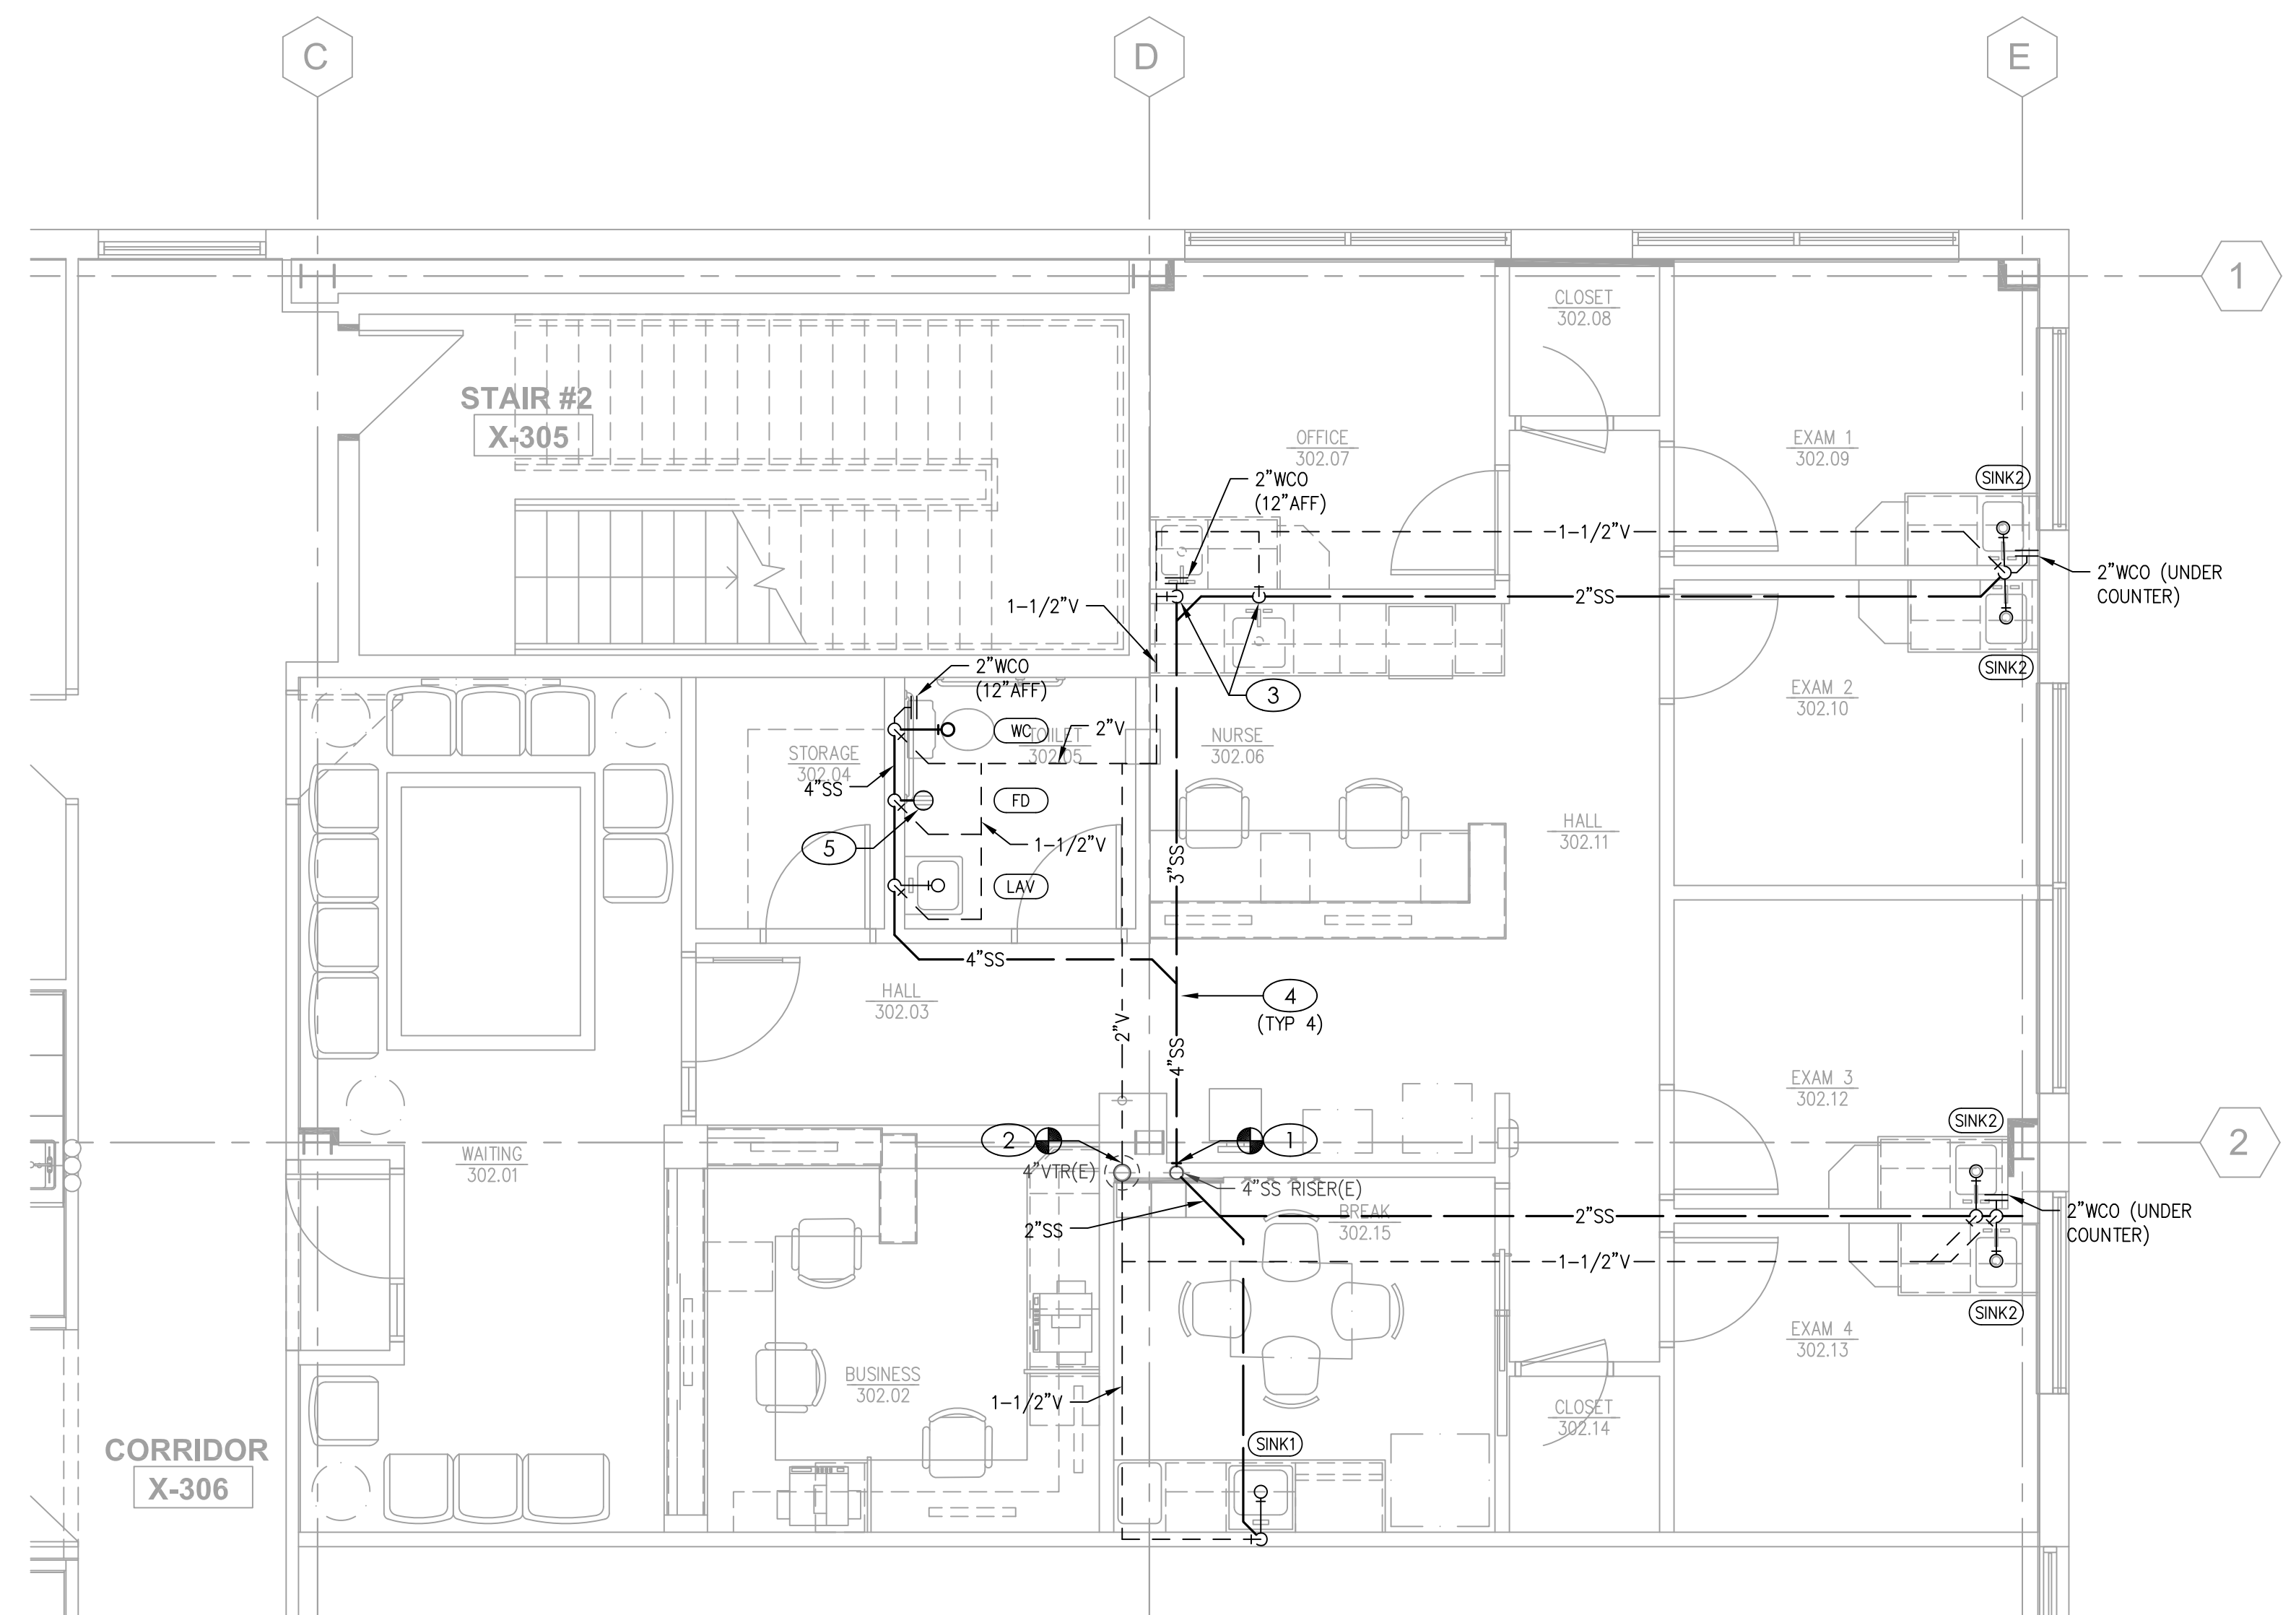 C
D
E
1
CLOSET
302.08
STAIR #2
X-305
OFFICE
302.07
EXAM 1
302.09
2"WCO
(12"AFF)
SINK2
1-1/2"V
2"WCO (UNDER
COUNTER)
1-1/2"V
2"SS
2"WCO
(12"AFF)
SINK2
3
EXAM 2
302.10
WC
TOILET
302.05
2"V
NURSE
302.06
STORAGE
302.04
4"SS
FD
5
1-1/2"V
HALL
302.11
3"SS
LAV
4"SS
HALL
302.03
4
(TYP 4)
2"V
4"SS
EXAM 3
302.12
SINK2
2
1
2
WAITING
302.01
4"VTR(E)
4"SS RISER(E)
BREAK
302.15
2"SS
2"SS
2"WCO (UNDER
COUNTER)
1-1/2"V
SINK2
EXAM 4
302.13
BUSINESS
302.02
1-1/2"V
CLOSET
302.14
SINK1
CORRIDOR
X-306